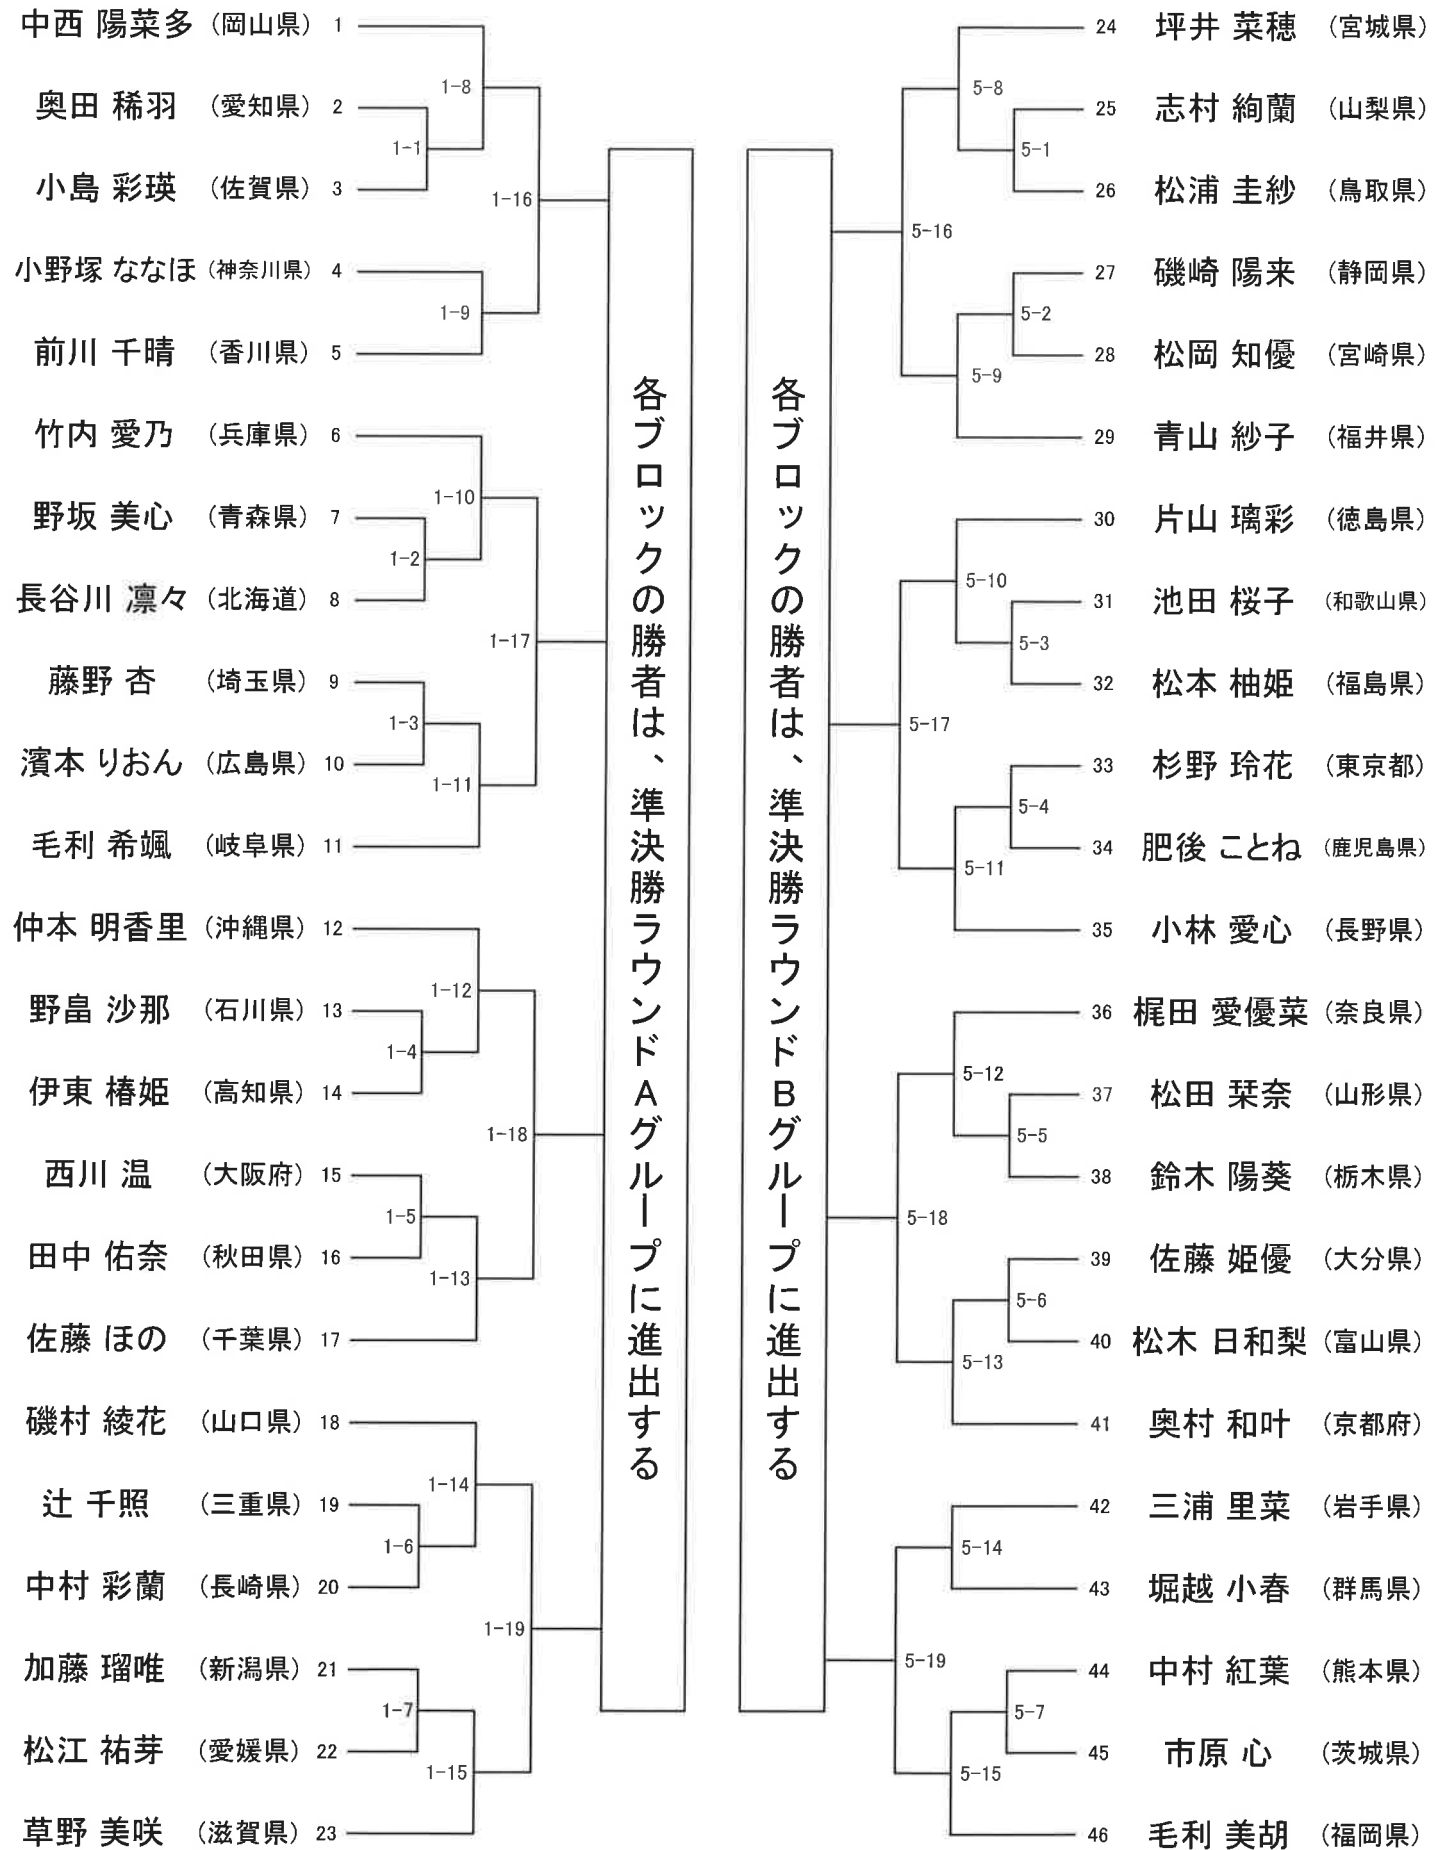 中西 陽菜多 (岡山県) 1
1-8
奥田 稀羽 (愛知県) 2
1-1
小島 彩瑛 (佐賀県) 3
1-16
小野塚 ななほ (神奈川県) 4
1-9
前川 千晴 (香川県) 5
竹内 愛乃 (兵庫県) 6
1-10
野坂 美心 (青森県) 7
1-2
長谷川 凛々 (北海道) 8
1-17
藤野 杏 (埼玉県) 9
1-3
濱本 りおん (広島県) 10
1-11
毛利 希颯 (岐阜県) 11
仲本 明香里 (沖縄県) 12
1-12
野畠 沙那 (石川県) 13
1-4
伊東 椿姫 (高知県) 14
1-18
西川 温 (大阪府) 15
1-5
田中 佑奈 (秋田県) 16
1-13
佐藤 ほの (千葉県) 17
磯村 綾花 (山口県) 18
1-14
辻 千照 (三重県) 19
1-6
中村 彩蘭 (長崎県) 20
1-19
加藤 瑠唯 (新潟県) 21
1-7
松江 祐芽 (愛媛県) 22
1-15
草野 美咲 (滋賀県) 23
各ブロックの勝者は、準決勝ラウンドAグループに進出する
各ブロックの勝者は、準決勝ラウンドBグループに進出する
24 坪井 菜穂 (宮城県)
5-8
25 志村 絢蘭 (山梨県)
5-1
26 松浦 圭紗 (鳥取県)
5-16
27 磯崎 陽来 (静岡県)
5-2
28 松岡 知優 (宮崎県)
5-9
29 青山 紗子 (福井県)
30 片山 璃彩 (徳島県)
5-10
31 池田 桜子 (和歌山県)
5-3
32 松本 柚姫 (福島県)
5-17
33 杉野 玲花 (東京都)
5-4
34 肥後 ことね (鹿児島県)
5-11
35 小林 愛心 (長野県)
36 梶田 愛優菜 (奈良県)
5-12
37 松田 栞奈 (山形県)
5-5
38 鈴木 陽葵 (栃木県)
5-18
39 佐藤 姫優 (大分県)
5-6
40 松木 日和梨 (富山県)
5-13
41 奥村 和叶 (京都府)
42 三浦 里菜 (岩手県)
5-14
43 堀越 小春 (群馬県)
5-19
44 中村 紅葉 (熊本県)
5-7
45 市原 心 (茨城県)
5-15
46 毛利 美胡 (福岡県)